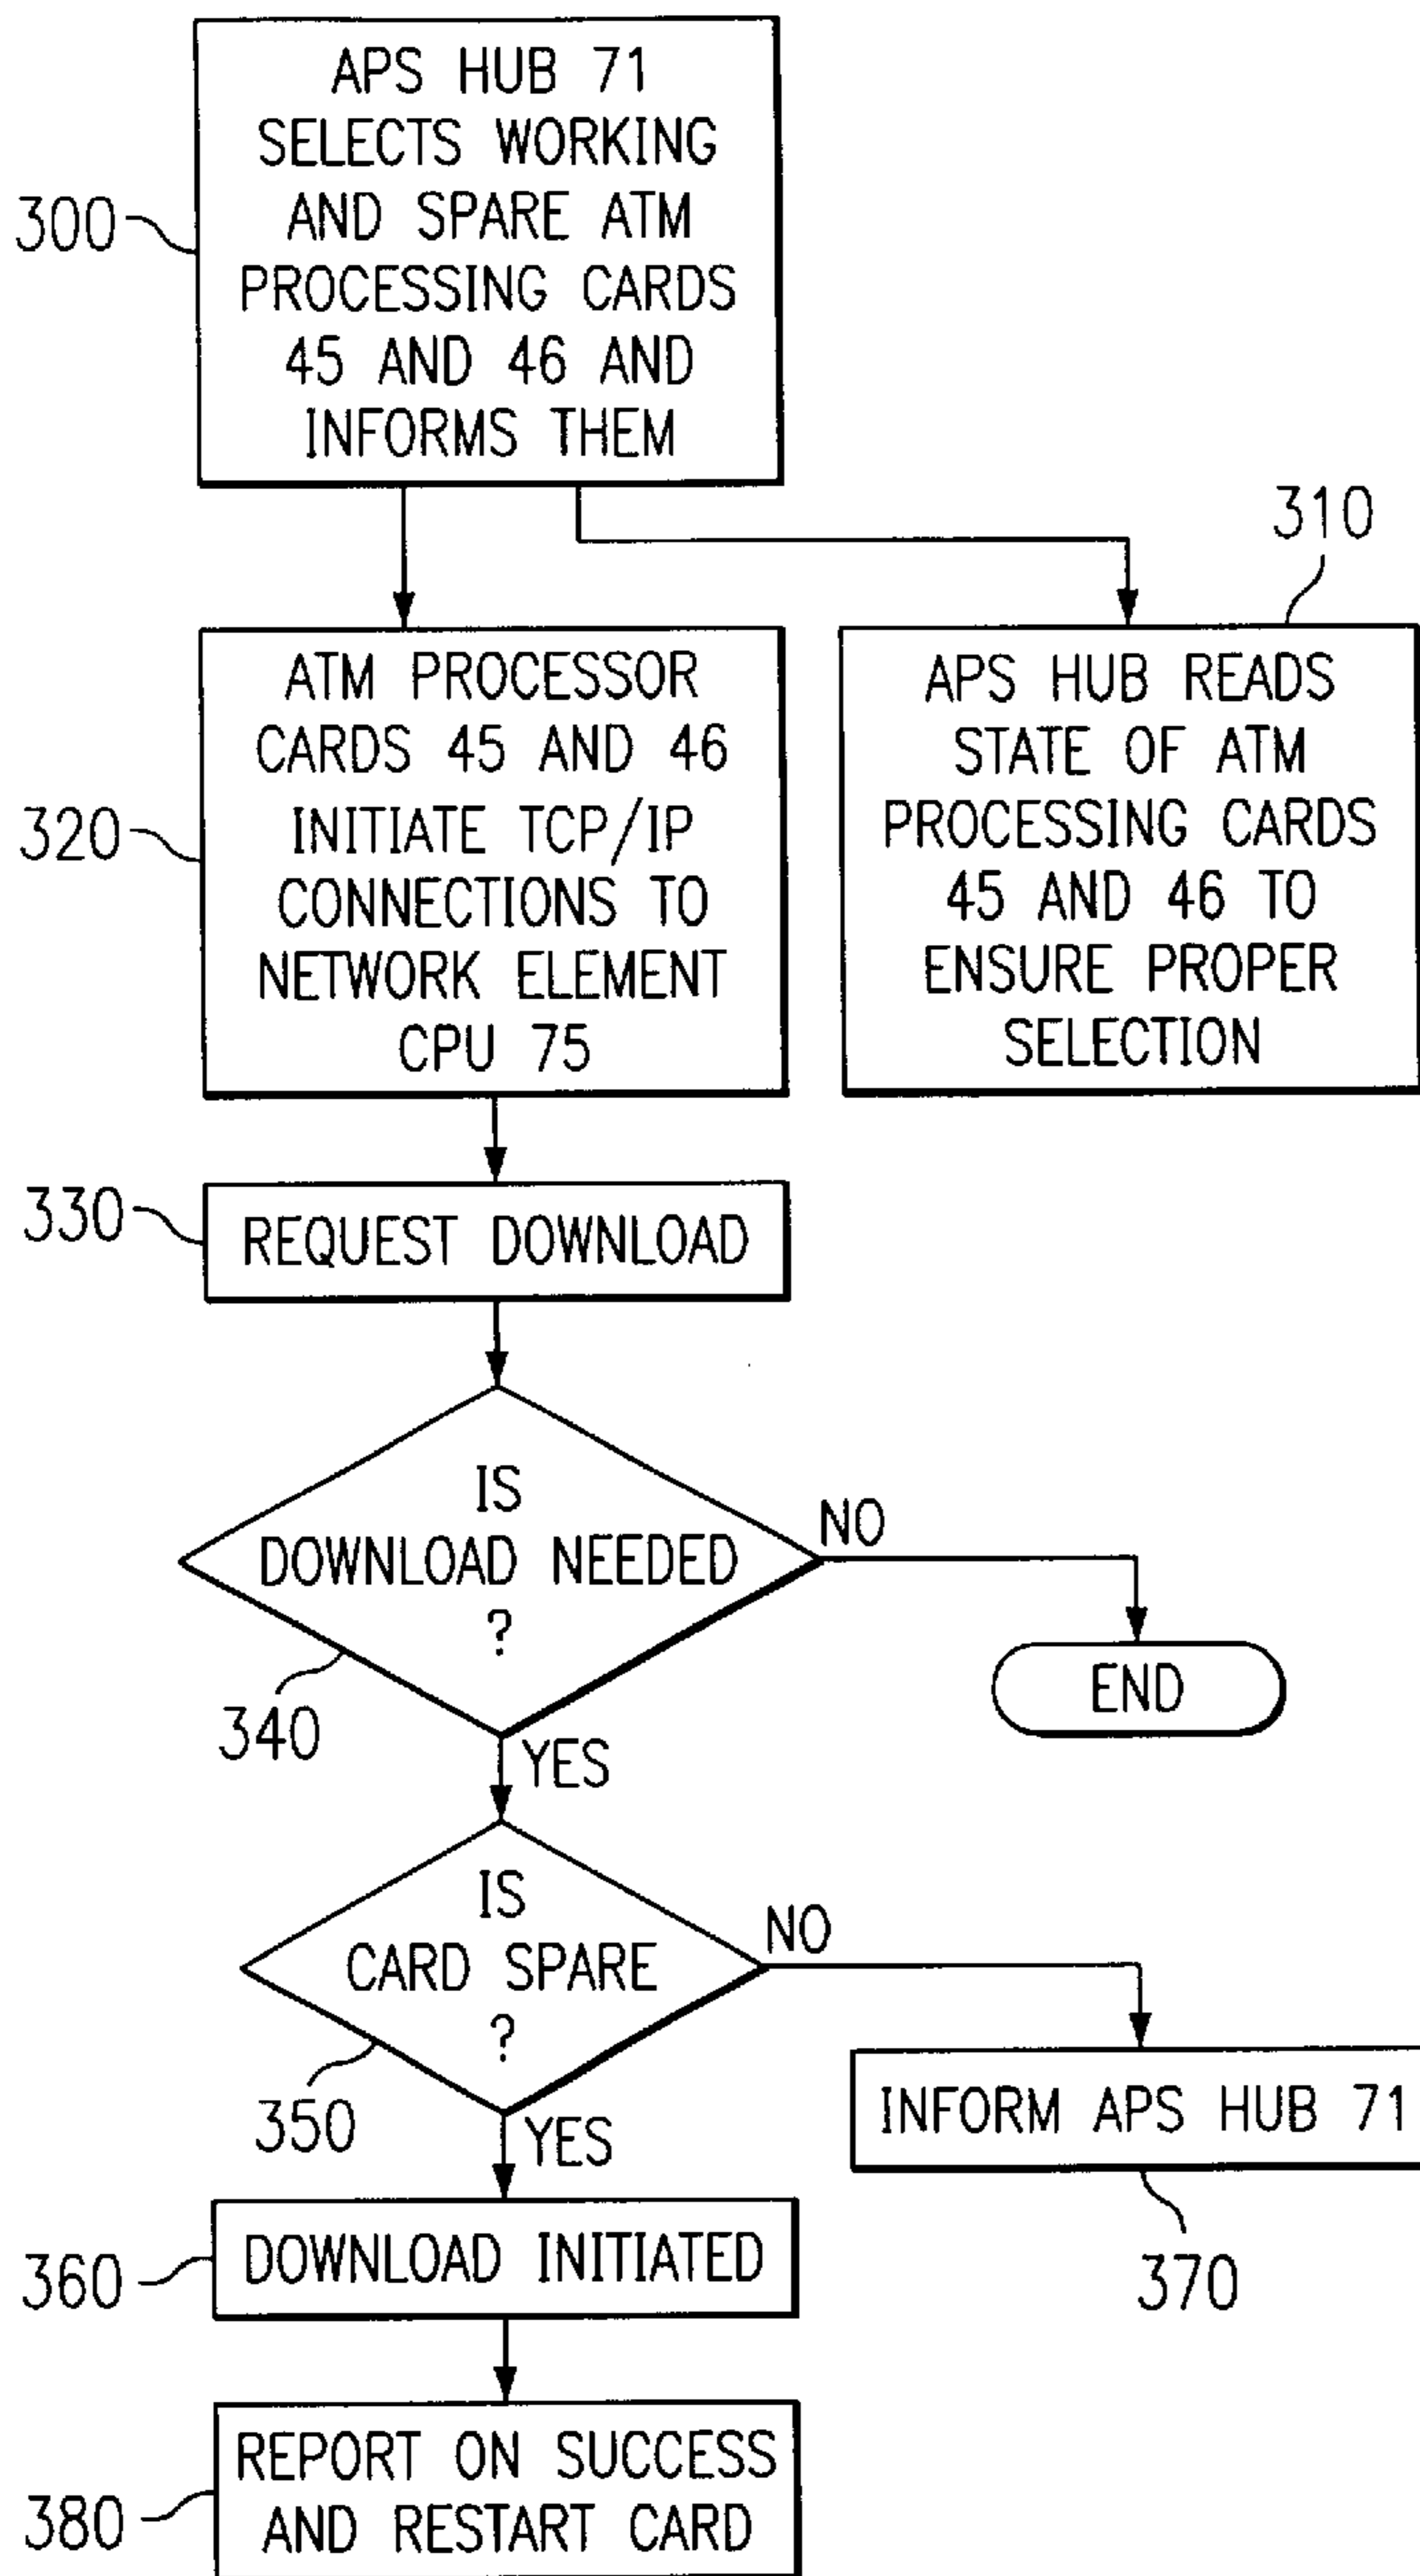 APS HUB 71
SELECTS WORKING
AND SPARE ATM
PROCESSING CARDS
45 AND 46 AND
INFORMS THEM
300
310
ATM PROCESSOR
CARDS 45 AND 46
INITIATE TCP/IP
CONNECTIONS TO
NETWORK ELEMENT
CPU 75
320
APS HUB READS
STATE OF ATM
PROCESSING CARDS
45 AND 46 TO
ENSURE PROPER
SELECTION
330
REQUEST DOWNLOAD
IS
DOWNLOAD NEEDED
?
NO
END
340
YES
IS
CARD SPARE
?
NO
350
YES
INFORM APS HUB 71
370
360
DOWNLOAD INITIATED
REPORT ON SUCCESS
AND RESTART CARD
380